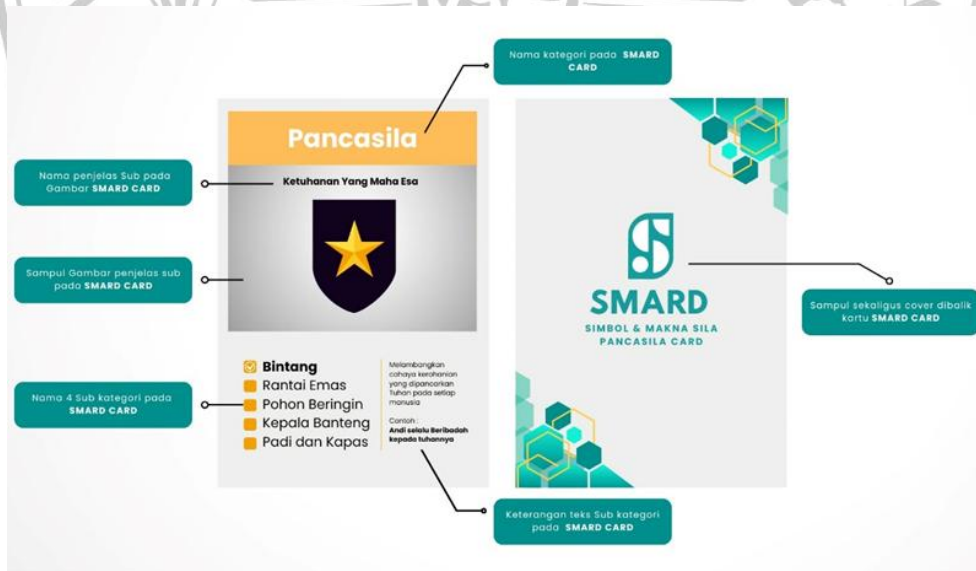 Nama kategori pada SMARD
CARD
Pancasila
Nama penjelas Sub pada
Gambar SMARD CARD
Ketuhanan Yang Maha Esa
Sampul Gambar penjelas sub
pada SMARD CARD
SMARD
SIMBOL & MAKNA SILA
PANCASILA CARD
Sampul sekaligus cover dibalik
kartu SMARD CARD
Nama 4 Sub kategori pada
SMARD CARD
Bintang
Rantai Emas
Pohon Beringin
Kepala Banteng
Padi dan Kapas
Melambangkan
cahaya kerohanian
yang dipancarkan
Tuhan pada setiap
manusia
Contoh :
Andi selalu Beribadah
kepada tuhannya
Keterangan teks Sub kategori
pada SMARD CARD